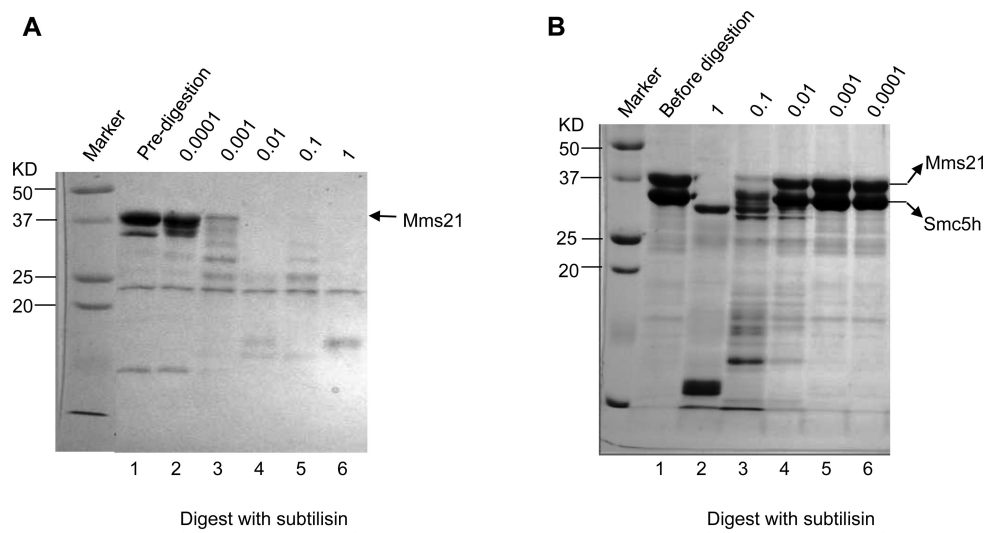 A
Marker
Pre-digestion
0.0001
0.001
0.01
0.1
1
KD
50
37
25
20
Mms21
1 2 3 4 5 6
Digest with subtilisin
B
Marker
Before digestion
1
0.1
0.01
0.001
0.0001
KD
50
37
25
20
Mms21
Smc5h
1 2 3 4 5 6
Digest with subtilisin